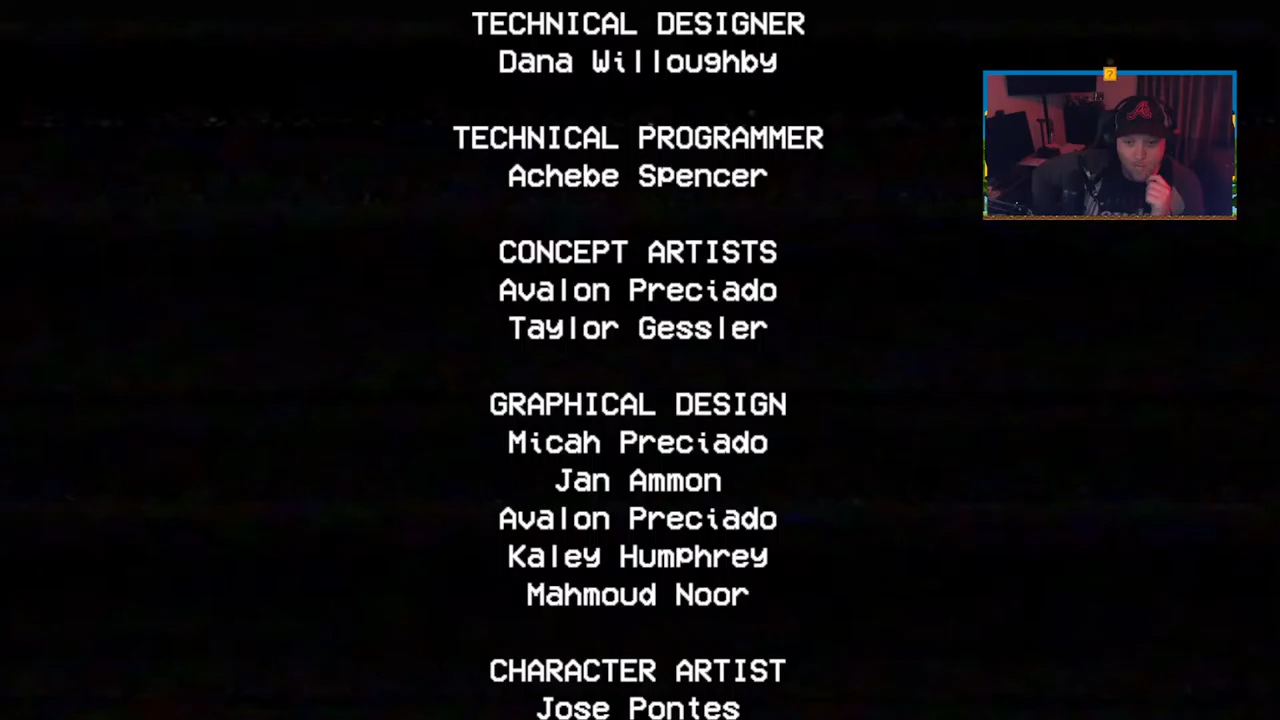 TECHNICAL DESIGNER
Dana Willoughby
TECHNICAL PROGRAMMER
Achebe Spencer
CONCEPT ARTISTS
Avalon Preciado
Taylor Gessler
GRAPHICAL DESIGN
Micah Preciado
Jan Ammon
Avalon Preciado
Kaley Humphrey
Mahmoud Noor
CHARACTER ARTIST
Jose Pontes
?
A